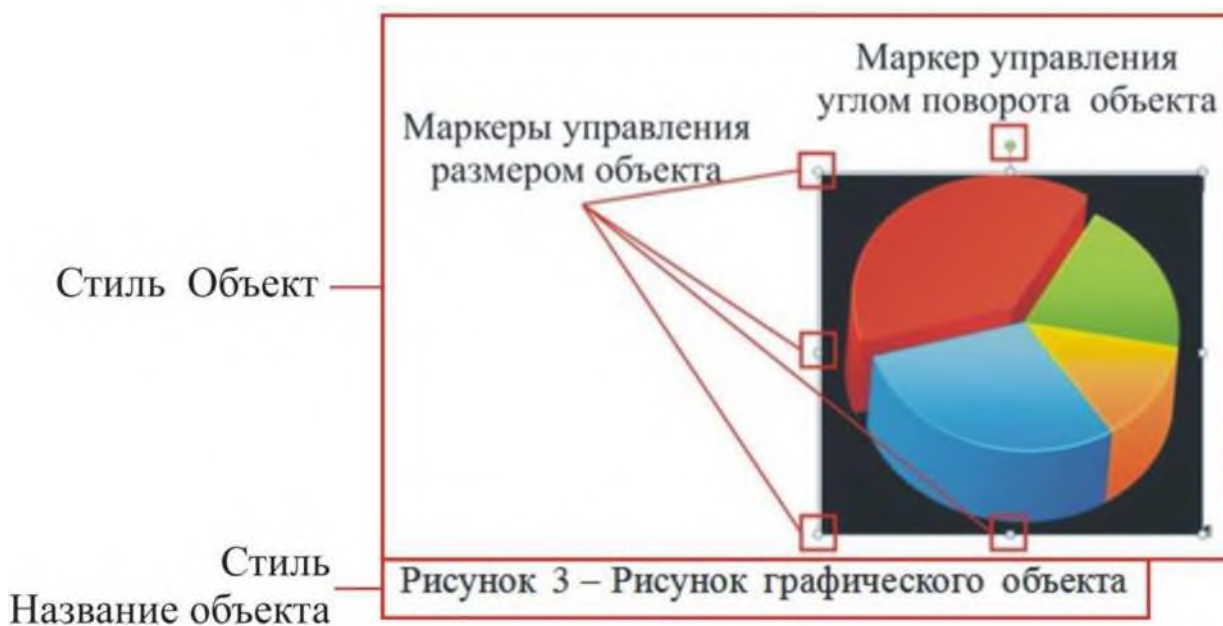 Маркер управления
углом поворота объекта
Маркеры управления
размером объекта
Стиль Объект
Стиль
Название объекта
Рисунок 3 – Рисунок графического объекта